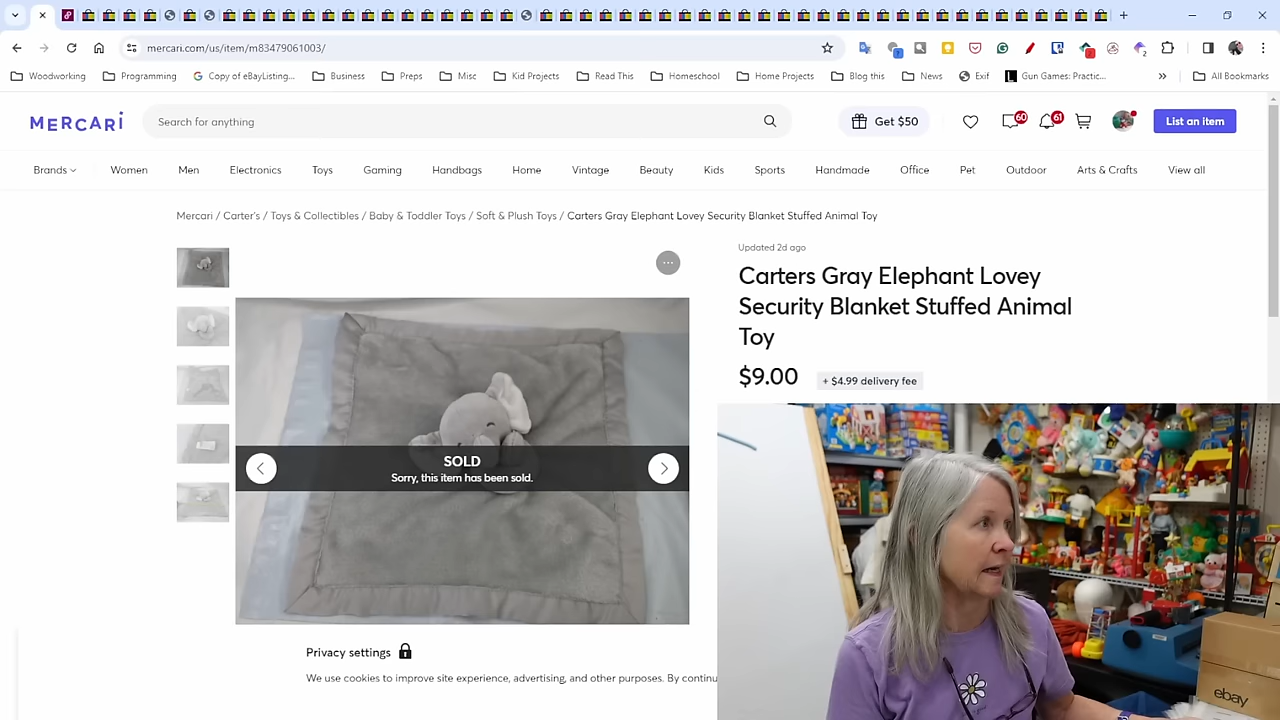 mercari.com/us/item/m83479061003/
Woodworking
Programming
Copy of eBayListing...
Business
Preps
Misc
Kid Projects
Read This
Homeschool
Home Projects
Blog this
News
Exif
Gun Games: Practic...
»
All Bookmarks
MERCARI
Search for anything
Get $50
60
61
List an item
Brands
Women
Men
Electronics
Toys
Gaming
Handbags
Home
Vintage
Beauty
Kids
Sports
Handmade
Office
Pet
Outdoor
Arts & Crafts
View all
Mercari / Carter's / Toys & Collectibles / Baby & Toddler Toys / Soft & Plush Toys / Carters Gray Elephant Lovey Security Blanket Stuffed Animal Toy
Updated 2d ago
Carters Gray Elephant Lovey
Security Blanket Stuffed Animal
Toy
$9.00
+ $4.99 delivery fee
SOLD
Sorry, this item has been sold.
Privacy settings
We use cookies to improve site experience, advertising, and other purposes. By continu
ebay